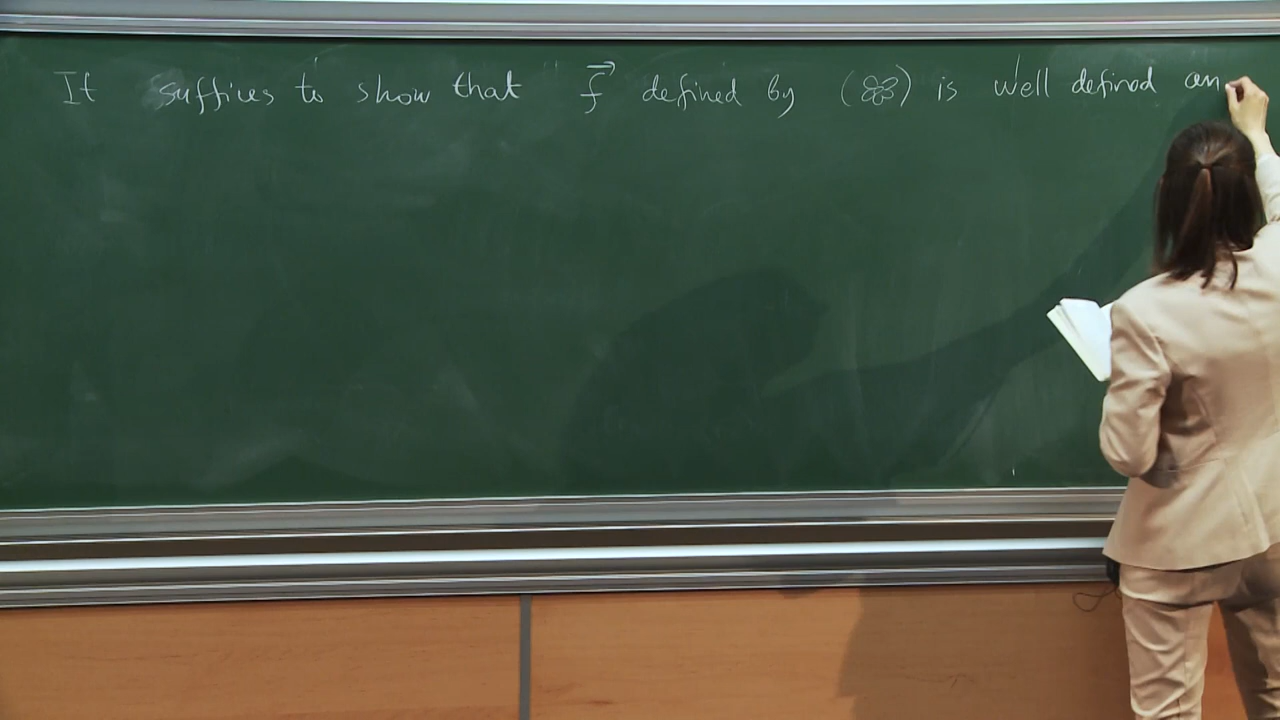 It suffices to show that f⃗ defined by (❀) is well defined an